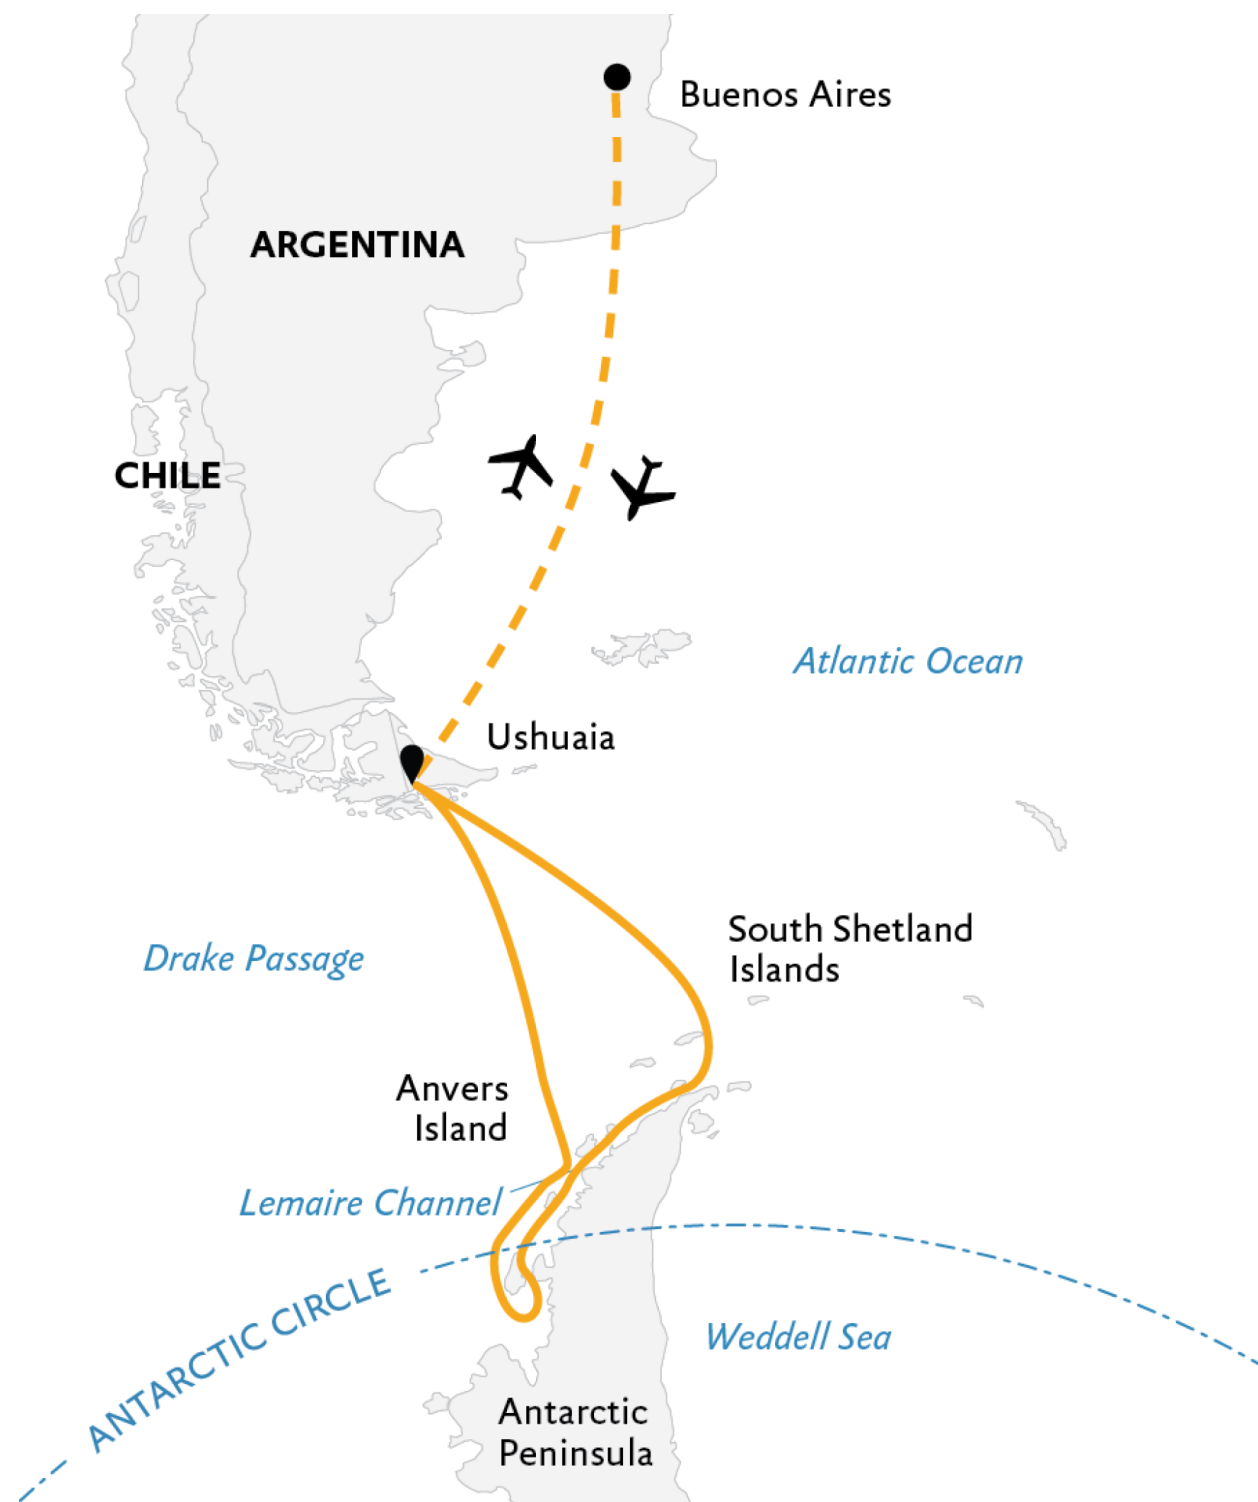 Buenos Aires
ARGENTINA
CHILE
Atlantic Ocean
Ushuaia
South Shetland
Islands
Drake Passage
Anvers
Island
Lemaire Channel
ANTARCTIC CIRCLE
Weddell Sea
Antarctic
Peninsula